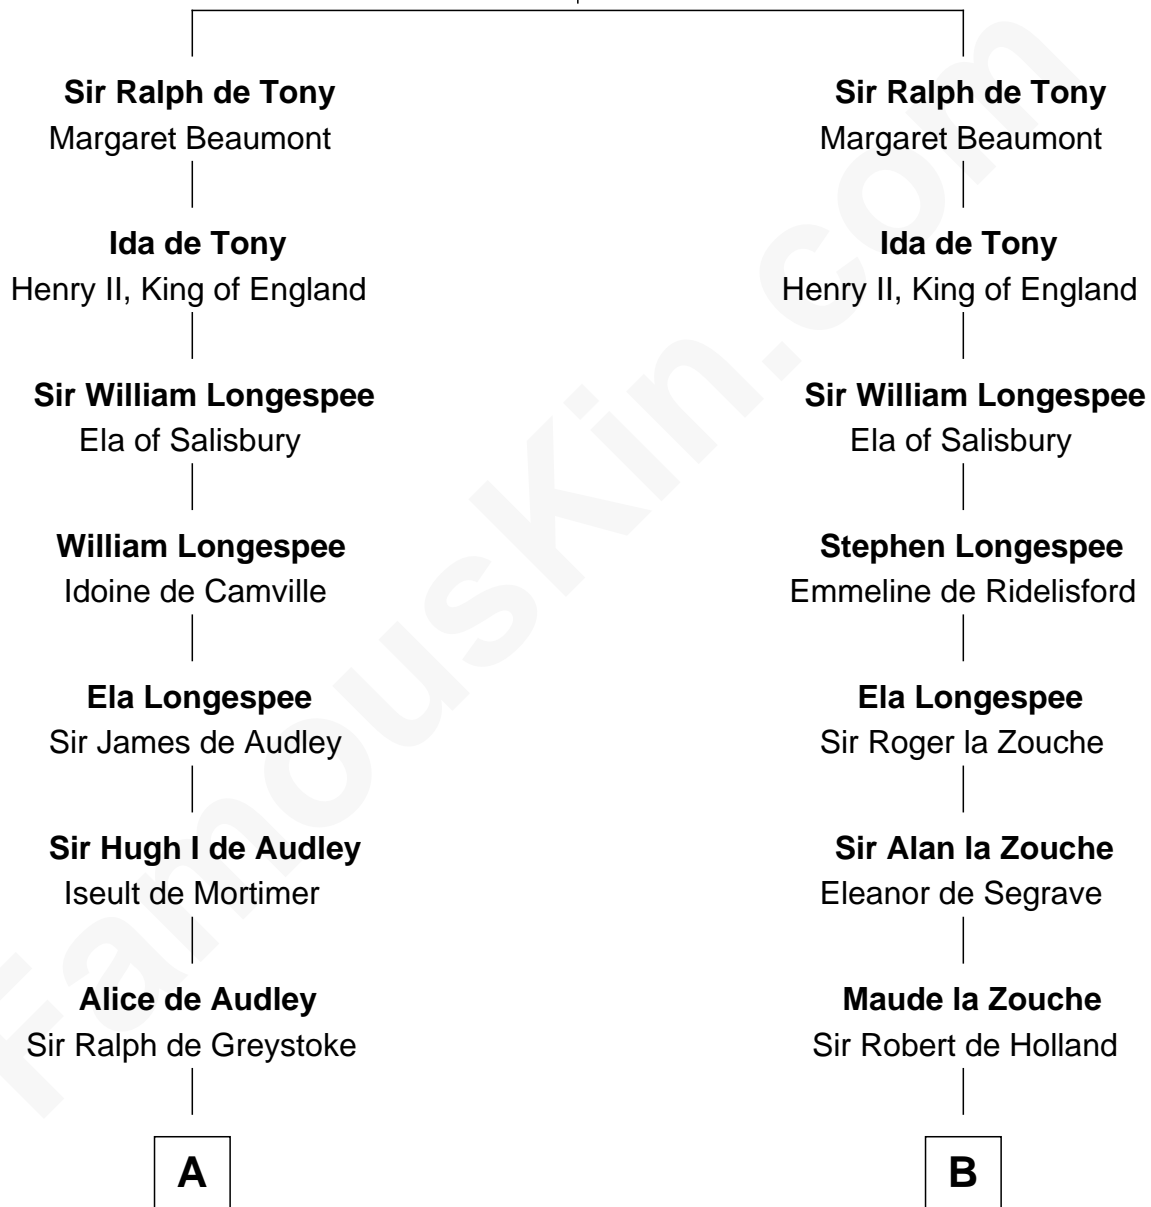 Sir Ralph de Tony
Margaret Beaumont
Ida de Tony
Henry II, King of England
Sir William Longespee
Ela of Salisbury
William Longespee
Idoine de Camville
Ela Longespee
Sir James de Audley
Sir Hugh I de Audley
Iseult de Mortimer
Alice de Audley
Sir Ralph de Greystoke
A
Sir Ralph de Tony
Margaret Beaumont
Ida de Tony
Henry II, King of England
Sir William Longespee
Ela of Salisbury
Stephen Longespee
Emmeline de Ridelisford
Ela Longespee
Sir Roger la Zouche
Sir Alan la Zouche
Eleanor de Segrave
Maude la Zouche
Sir Robert de Holland
B
FamousKin.com